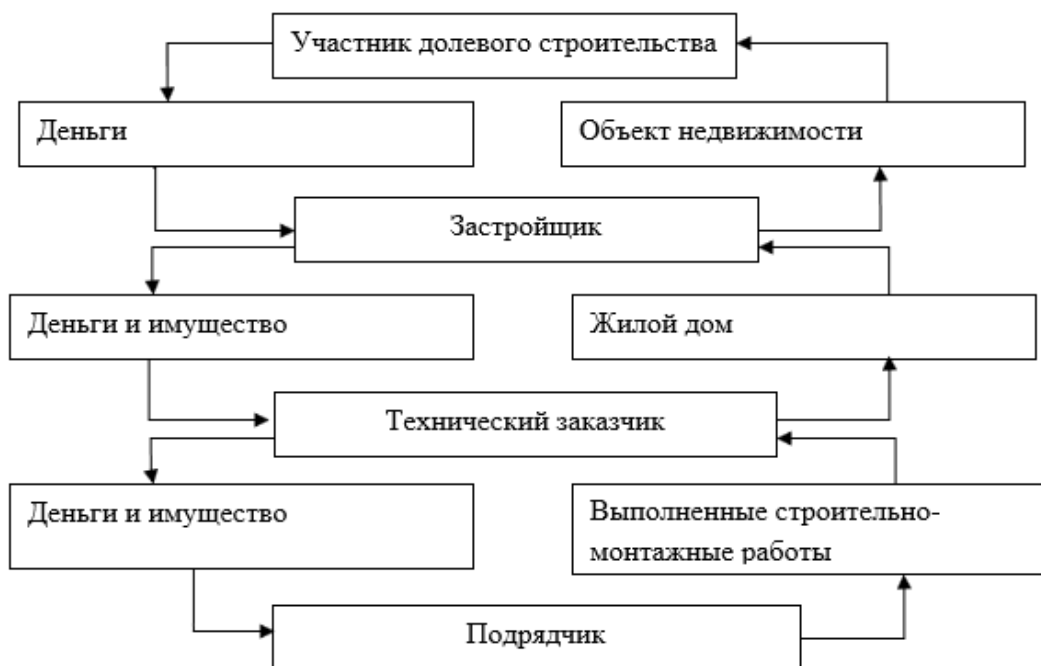 Участник долевого строительства
Деньги
Объект недвижимости
Застройщик
Деньги и имущество
Жилой дом
Технический заказчик
Деньги и имущество
Выполненные строительно-
монтажные работы
Подрядчик